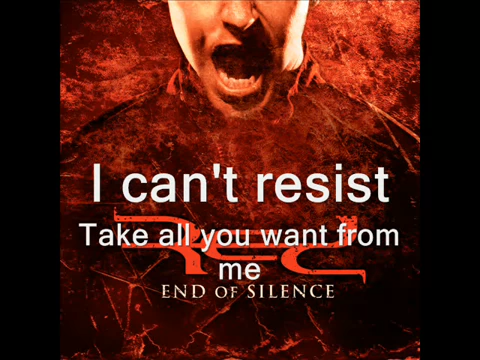 I can't resist
Take all you want from
me
RED
END OF SILENCE